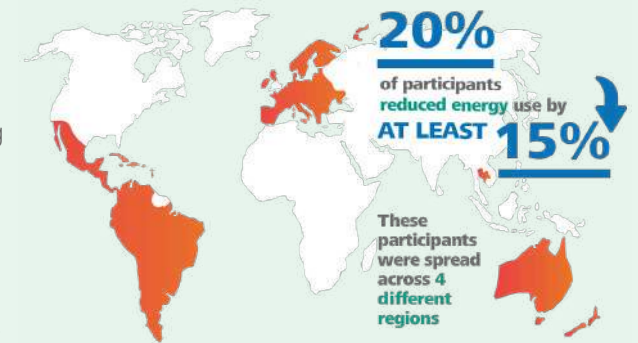 20%
of participants
reduced energy use by
AT LEAST 15%
These
participants
were spread
across 4
different
regions